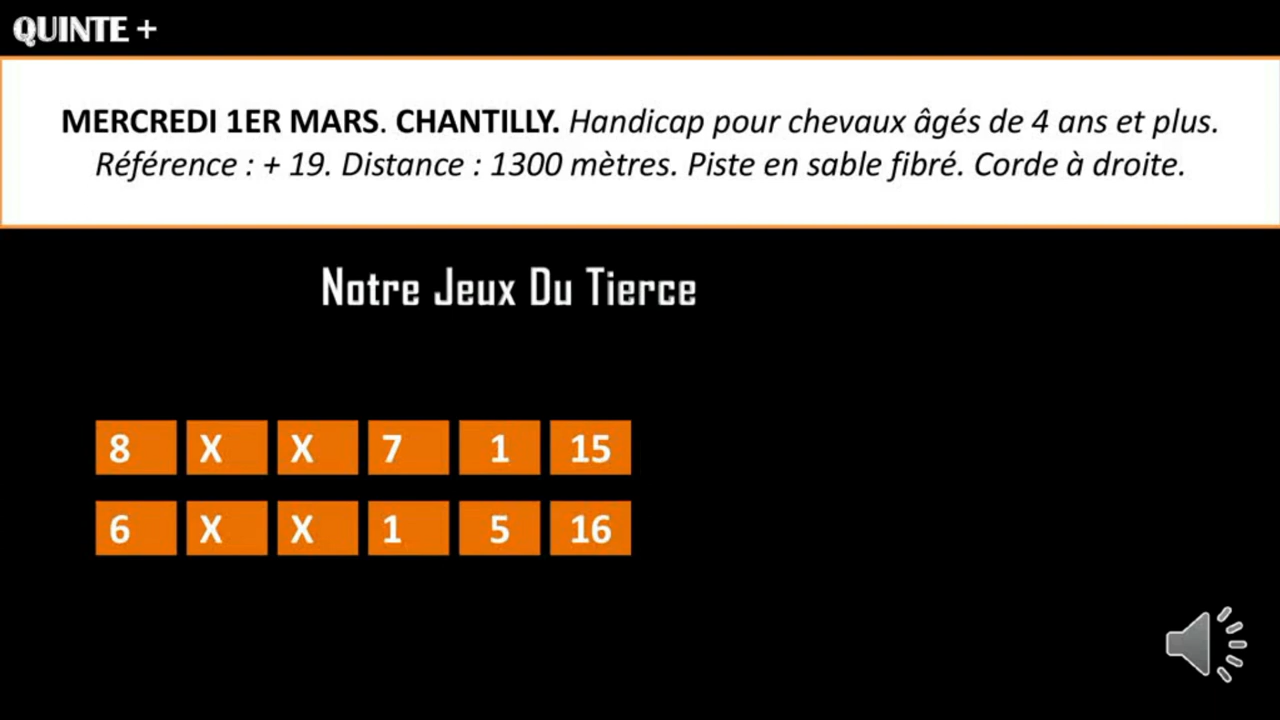 QUINTE +
MERCREDI 1ER MARS. CHANTILLY. Handicap pour chevaux âgés de 4 ans et plus.
Référence : + 19. Distance : 1300 mètres. Piste en sable fibré. Corde à droite.
Notre Jeux Du Tierce
8 X X 7 1 15
6 X X 1 5 16